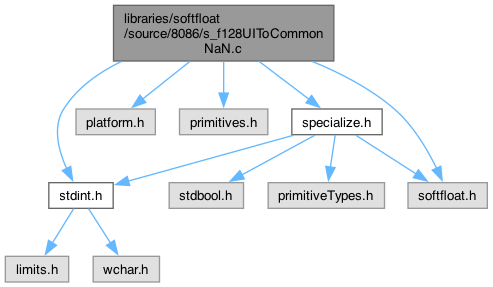 libraries/softfloat
/source/8086/s_f128UIToCommon
NaN.c
platform.h
primitives.h
specialize.h
stdint.h
stdbool.h
primitiveTypes.h
softfloat.h
limits.h
wchar.h